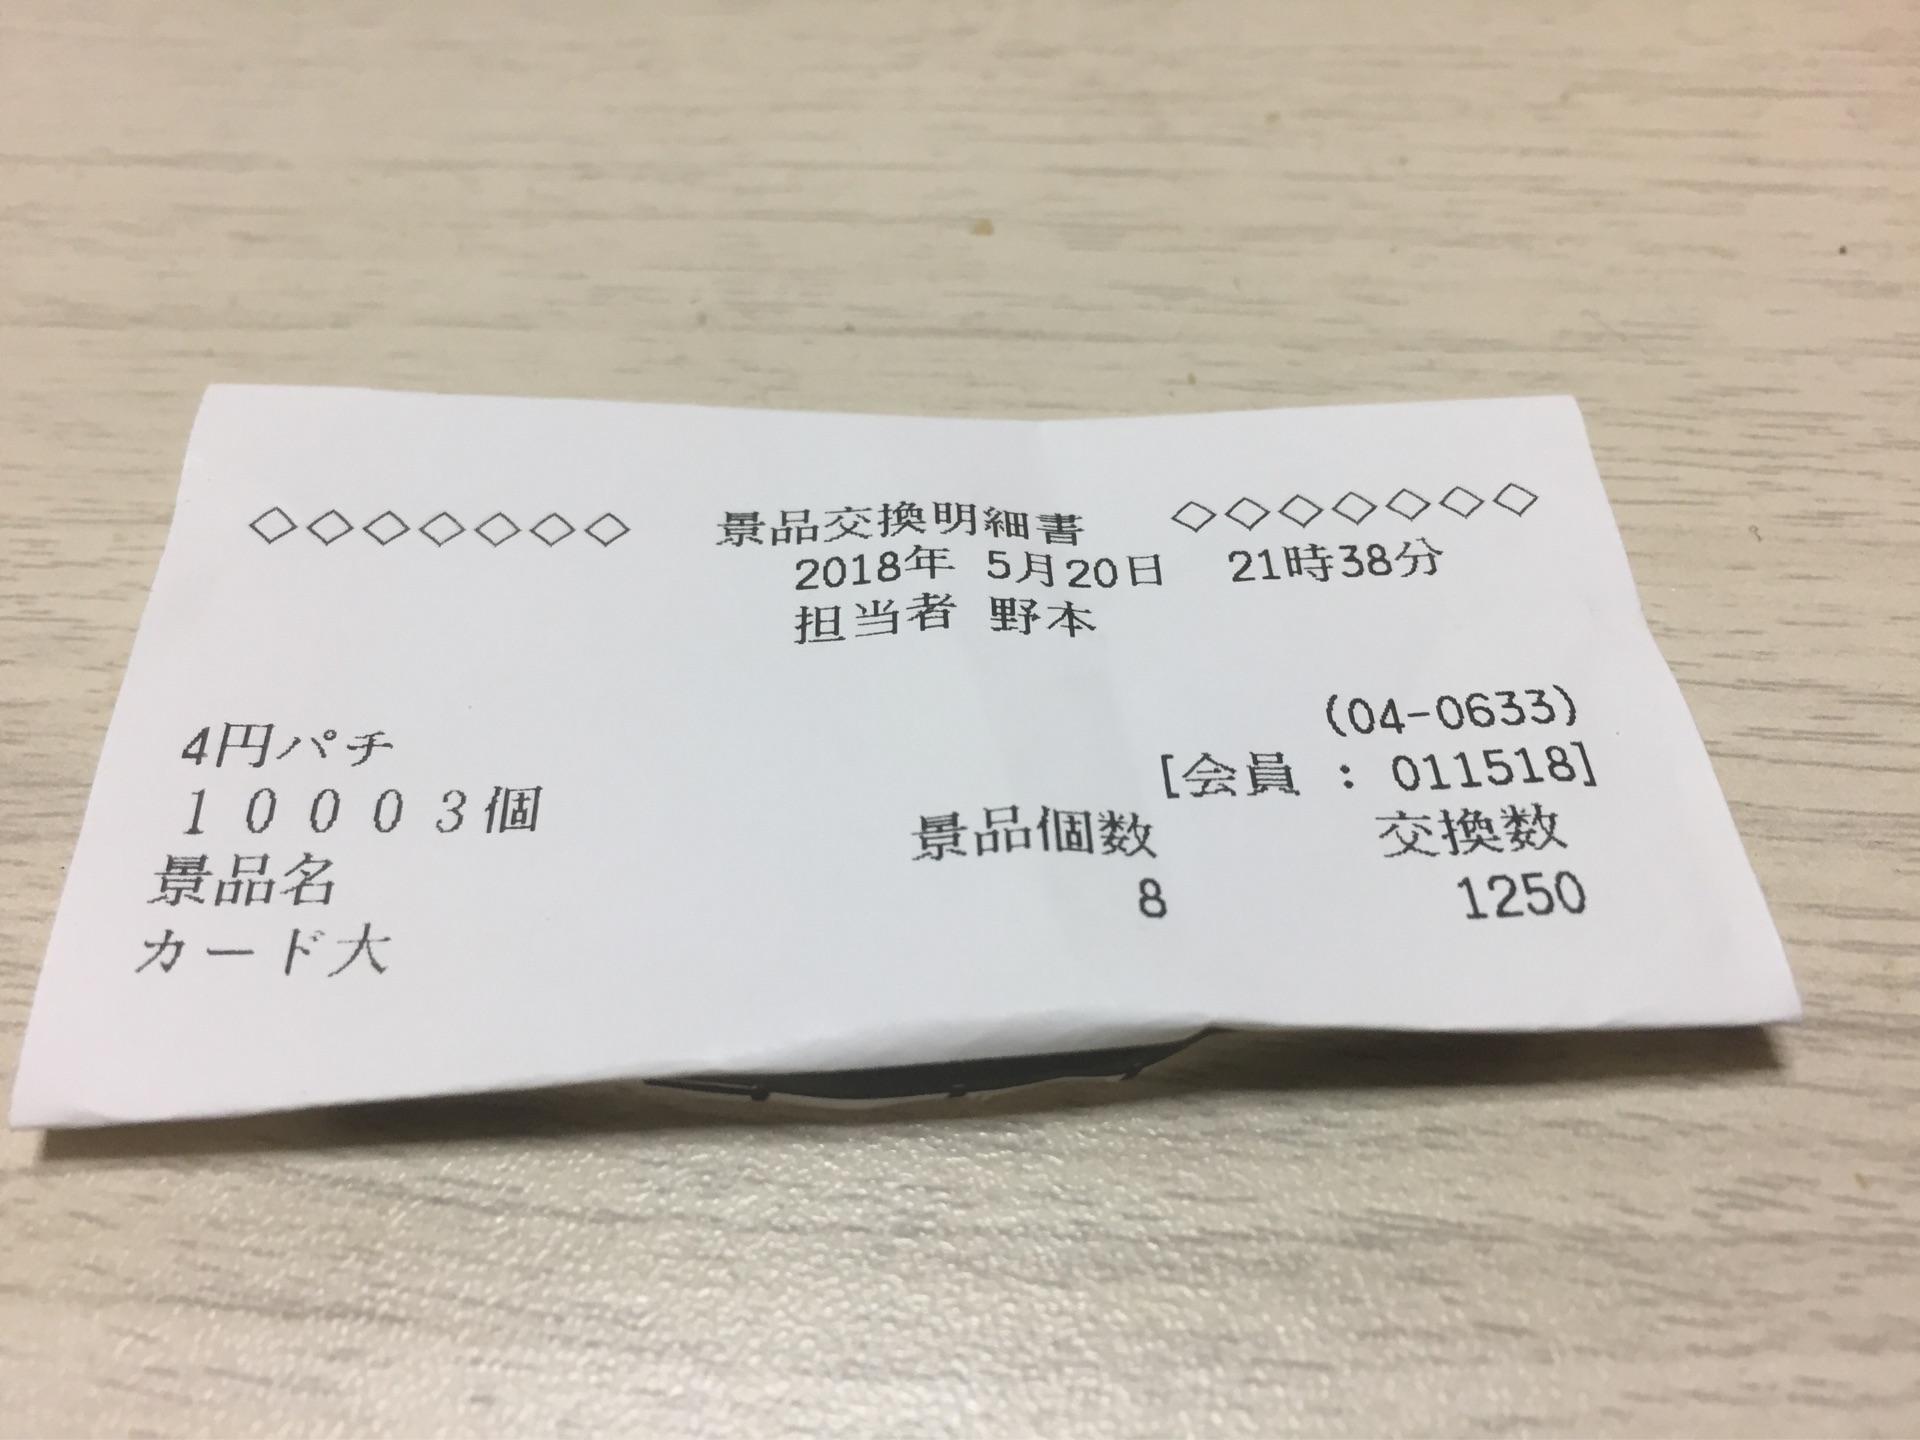 ◇◇◇◇◇◇◇ 景品交換明細書 ◇◇◇◇◇◇◇
2018年 5月20日 21時38分
担当者 野本
(04-0633)
4円パチ [会員 : 011518]
10003個
景品名 景品個数 交換数
カード大 8 1250